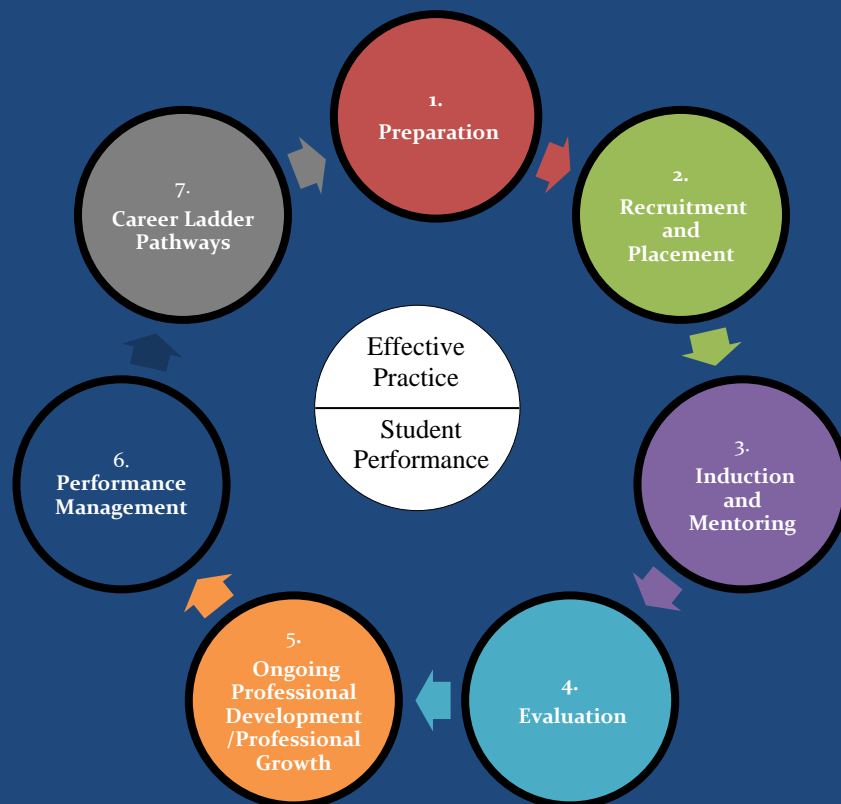 1.
Preparation
2.
Recruitment
and
Placement
3.
Induction
and
Mentoring
4.
Evaluation
5.
Ongoing
Professional
Development
/Professional
Growth
6.
Performance
Management
7.
Career Ladder
Pathways
Effective
Practice
Student
Performance